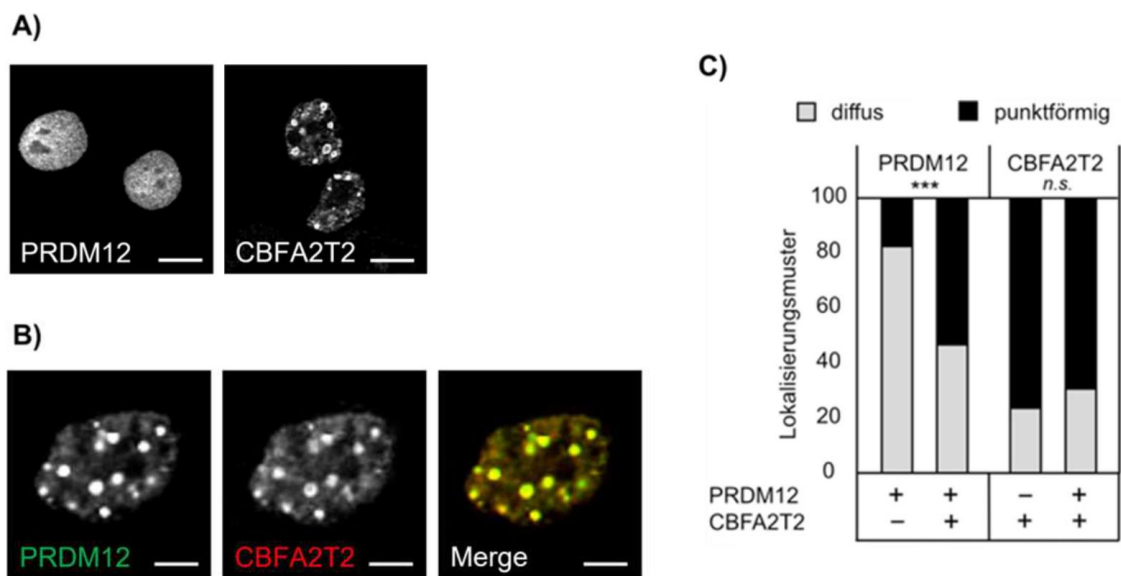 A)
PRDM12
CBFA2T2
B)
PRDM12
CBFA2T2
Merge
C)
diffus
punktförmig
PRDM12
CBFA2T2
***
n.s.
Lokalisierungsmuster
100
80
60
40
20
0
PRDM12 + + – +
CBFA2T2 – + + +